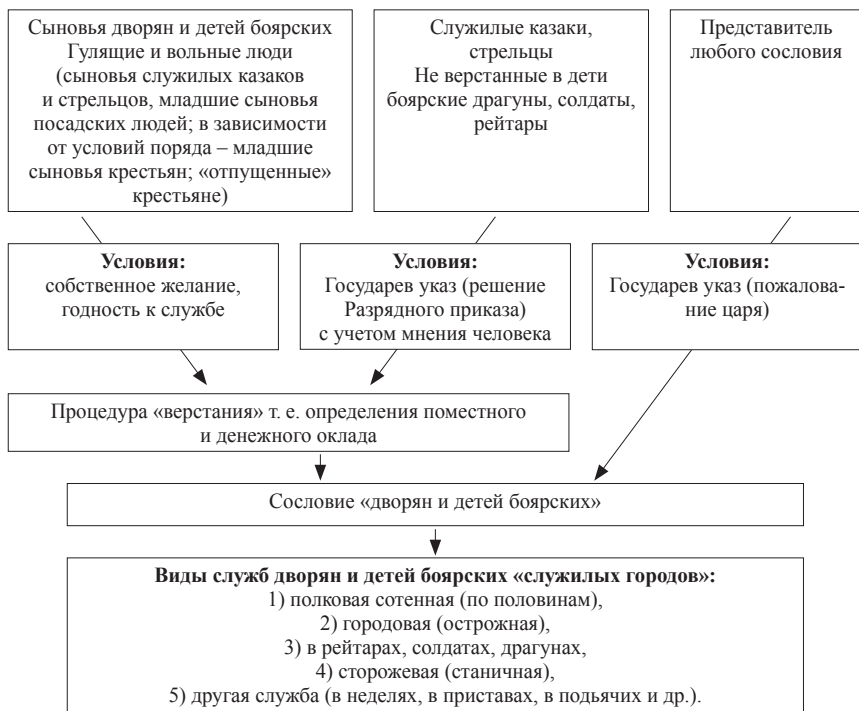 Сыновья дворян и детей боярских
Гулящие и вольные люди
(сыновья служилых казаков
и стрельцов, младшие сыновья
посадских людей; в зависимости
от условий поряда – младшие
сыновья крестьян; «отпущенные»
крестьяне)
Служилые казаки,
стрельцы
Не верстанные в дети
боярские драгуны, солдаты,
рейтары
Представитель
любого сословия
Условия:
собственное желание,
годность к службе
Условия:
Государев указ (решение
Разрядного приказа)
с учетом мнения человека
Условия:
Государев указ (пожалова-
ние царя)
Процедура «верстания» т. е. определения поместного
и денежного оклада
Сословие «дворян и детей боярских»
Виды служб дворян и детей боярских «служилых городов»:
1) полковая сотенная (по половинам),
2) городовая (острожная),
3) в рейтарах, солдатах, драгунах,
4) сторожевая (станичная),
5) другая служба (в неделях, в приставах, в подьячих и др.).